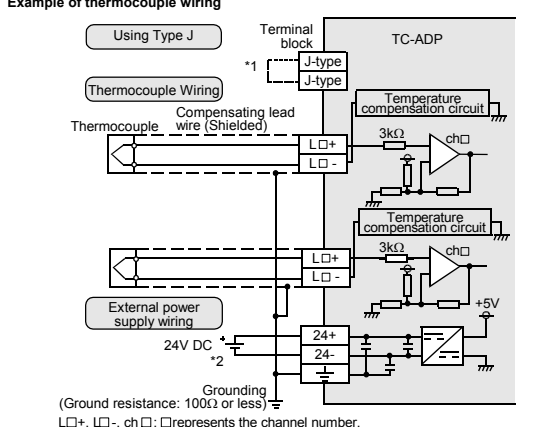 Example of thermocouple wiring
Using Type J
Terminal
block
TC-ADP
*1
J-type
J-type
Thermocouple Wiring
Temperature
compensation circuit
Compensating lead
wire (Shielded)
Thermocouple
3kΩ
ch□
L□+
L□ -
Temperature
compensation circuit
3kΩ
ch□
L□+
L□ -
External power
supply wiring
+5V
24V DC
*2
24+
24-
Grounding
(Ground resistance: 100Ω or less)
L□+, L□-, ch□: □represents the channel number.